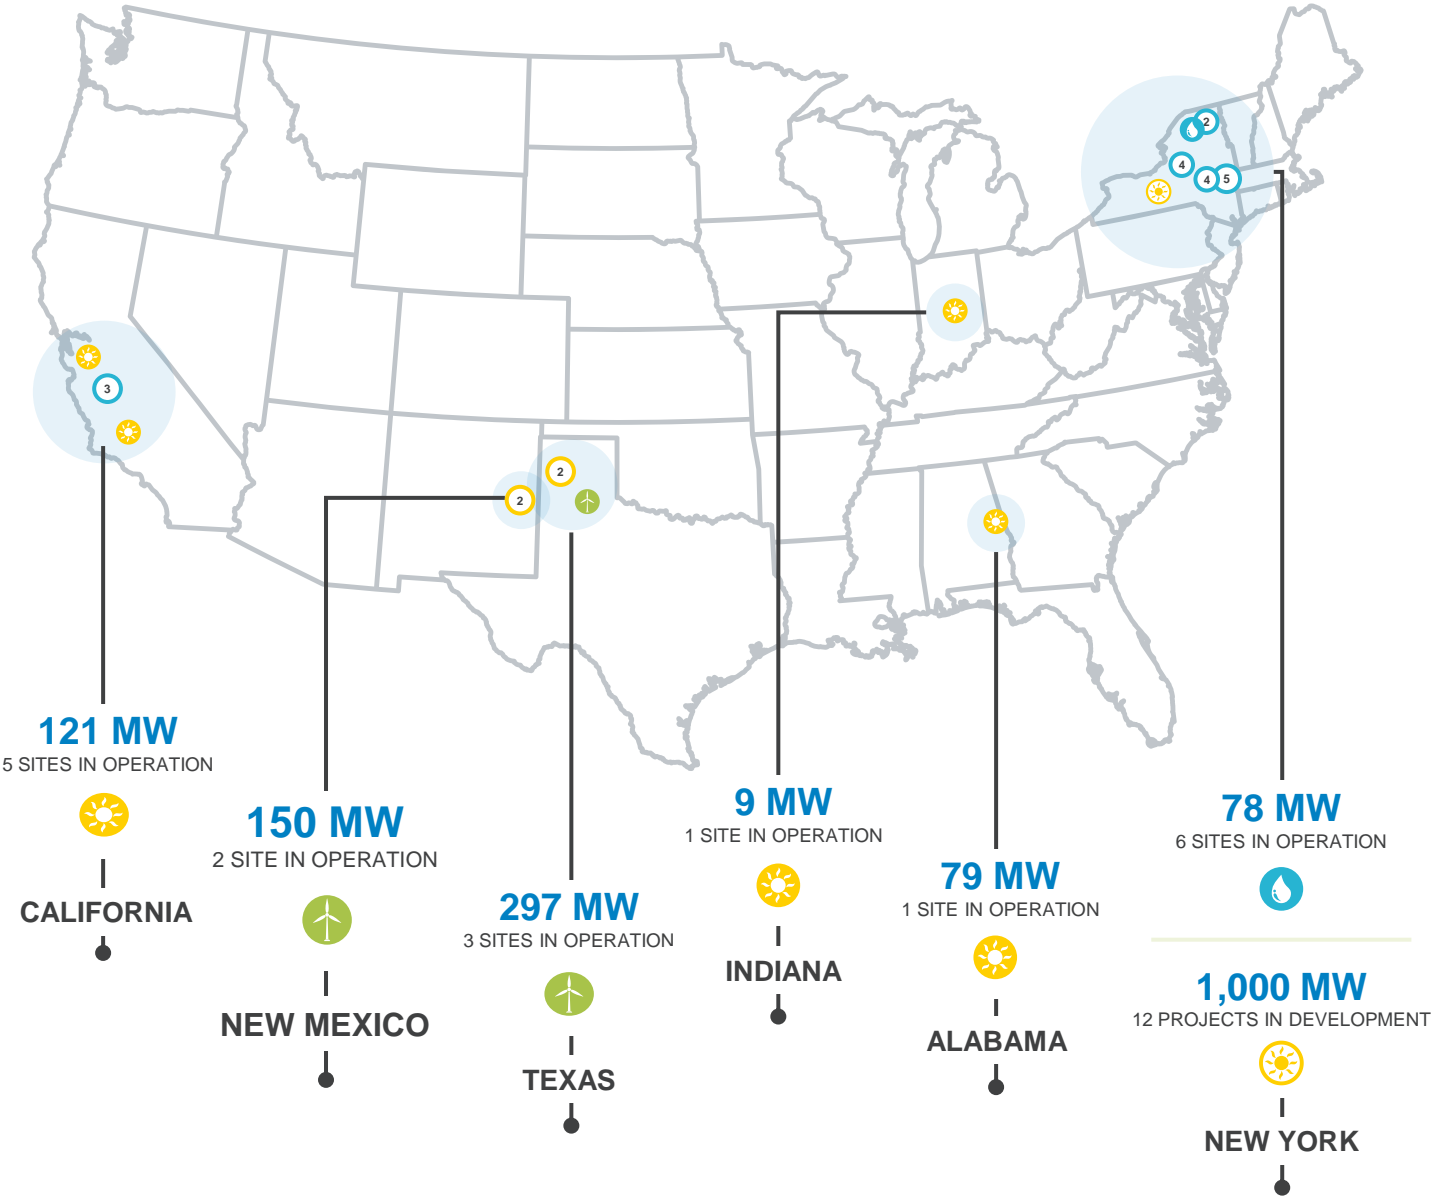 2
4
4
5
3
2
2
121 MW
5 SITES IN OPERATION
CALIFORNIA
150 MW
2 SITE IN OPERATION
NEW MEXICO
297 MW
3 SITES IN OPERATION
TEXAS
9 MW
1 SITE IN OPERATION
INDIANA
79 MW
1 SITE IN OPERATION
ALABAMA
78 MW
6 SITES IN OPERATION
1,000 MW
12 PROJECTS IN DEVELOPMENT
NEW YORK